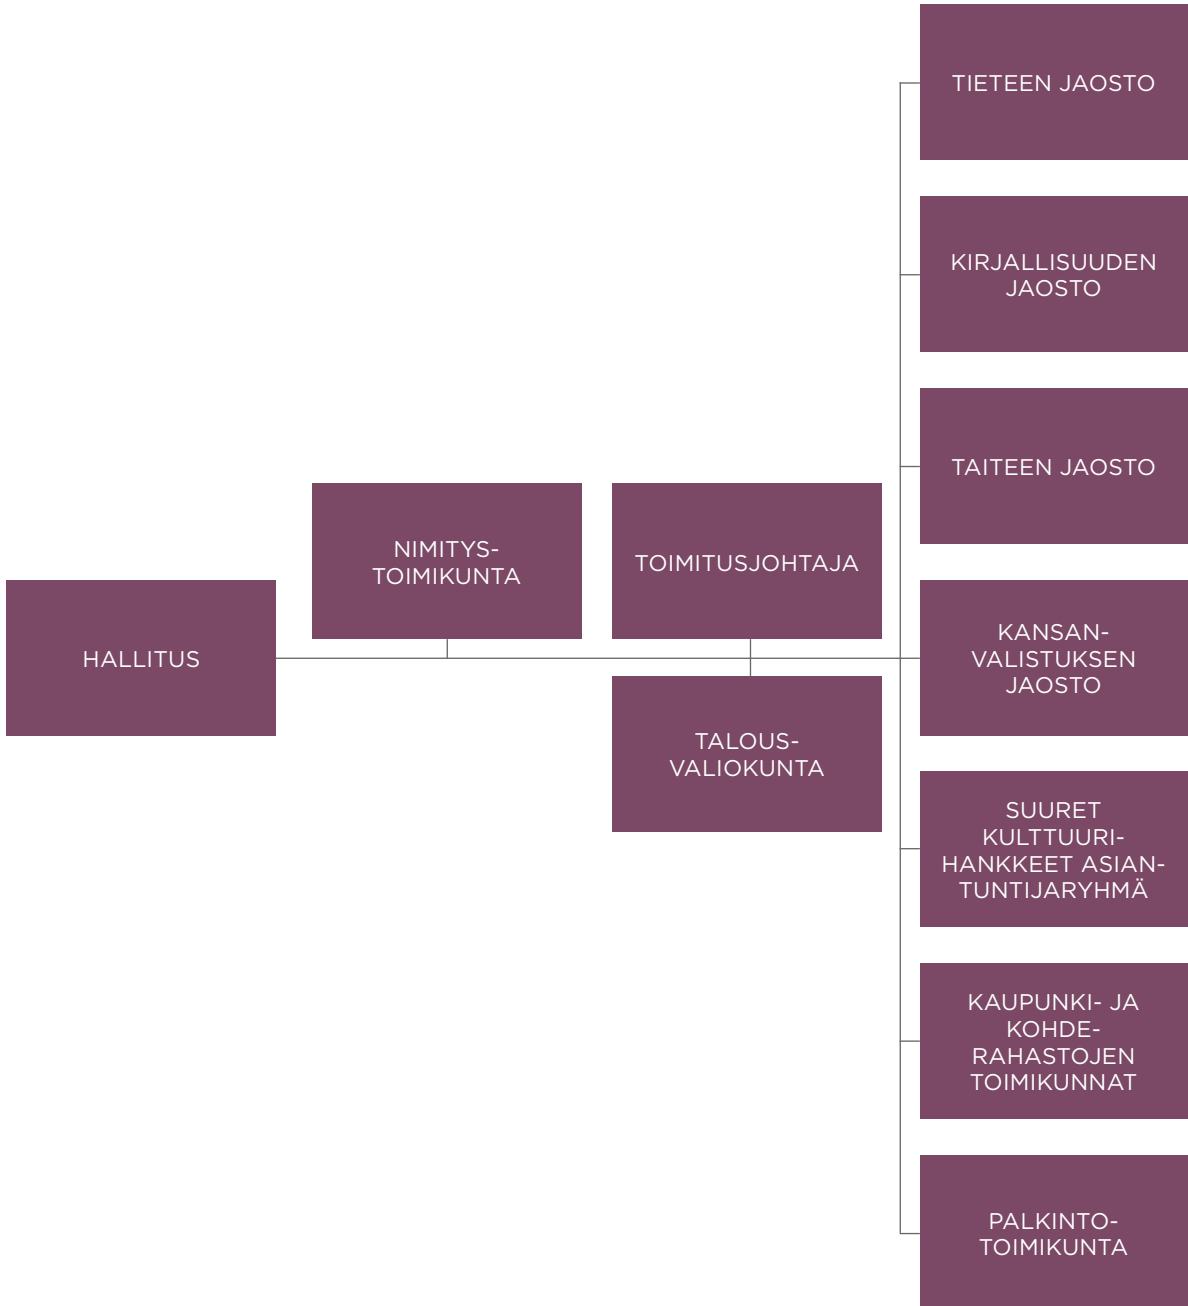 HALLITUS
NIMITYS-
TOIMIKUNTA
TOIMITUSJOHTAJA
TALOUS-
VALIOKUNTA
TIETEEN JAOSTO
KIRJALLISUUDEN
JAOSTO
TAITEEN JAOSTO
KANSAN-
VALISTUKSEN
JAOSTO
SUURET
KULTTUURI-
HANKKEET ASIAN-
TUNTIJARYHMÄ
KAUPUNKI- JA
KOHDE-
RAHASTOJEN
TOIMIKUNNAT
PALKINTO-
TOIMIKUNTA